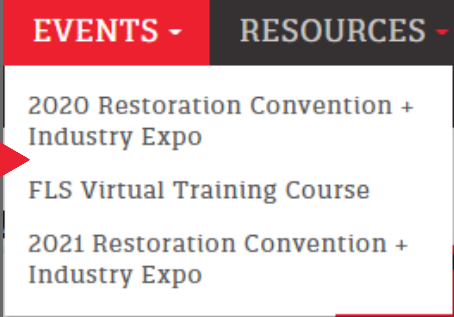 EVENTS RESOURCES
2020 Restoration Convention +
Industry Expo
FLS Virtual Training Course
2021 Restoration Convention +
Industry Expo